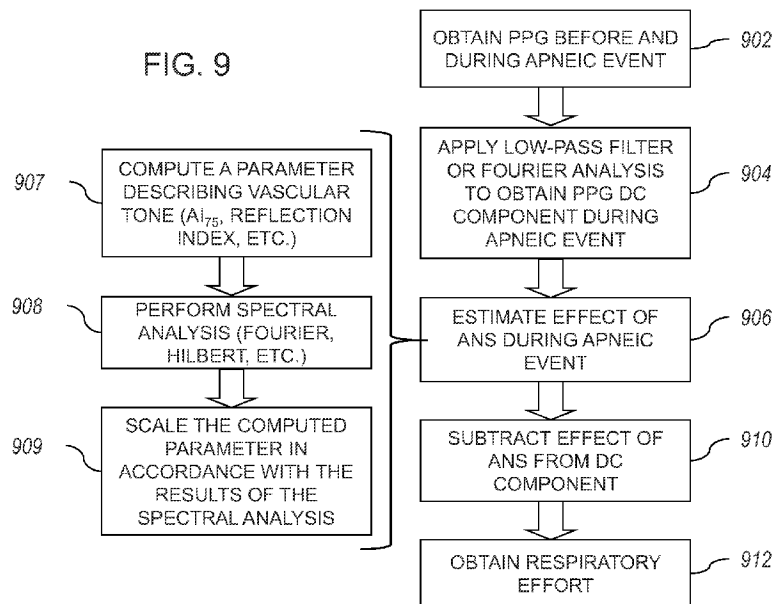 FIG. 9
OBTAIN PPG BEFORE AND
DURING APNEIC EVENT
902
APPLY LOW-PASS FILTER
OR FOURIER ANALYSIS
TO OBTAIN PPG DC
COMPONENT DURING
APNEIC EVENT
904
ESTIMATE EFFECT OF
ANS DURING APNEIC
EVENT
906
907
COMPUTE A PARAMETER
DESCRIBING VASCULAR
TONE (AI75, REFLECTION
INDEX, ETC.)
908
PERFORM SPECTRAL
ANALYSIS (FOURIER,
HILBERT, ETC.)
909
SCALE THE COMPUTED
PARAMETER IN
ACCORDANCE WITH THE
RESULTS OF THE
SPECTRAL ANALYSIS
SUBTRACT EFFECT OF
ANS FROM DC
COMPONENT
910
OBTAIN RESPIRATORY
EFFORT
912